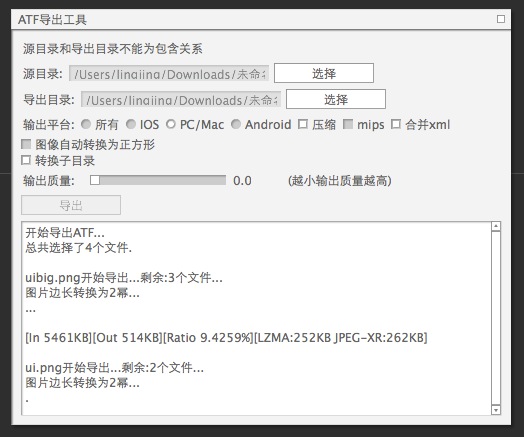 ATF导出工具
源目录和导出目录不能为包含关系
源目录: /Users/lingjing/Downloads/未命名 选择
导出目录: /Users/lingjing/Downloads/未命名 选择
输出平台: 所有 IOS PC/Mac Android 压缩 mips 合并xml
图像自动转换为正方形
转换子目录
输出质量: 0.0 (越小输出质量越高)
导出
开始导出ATF...
总共选择了4个文件.
uibig.png开始导出...剩余:3个文件...
图片边长转换为2幂...
...
[In 5461KB][Out 514KB][Ratio 9.4259%][LZMA:252KB JPEG-XR:262KB]
ui.png开始导出...剩余:2个文件...
图片边长转换为2幂...
.